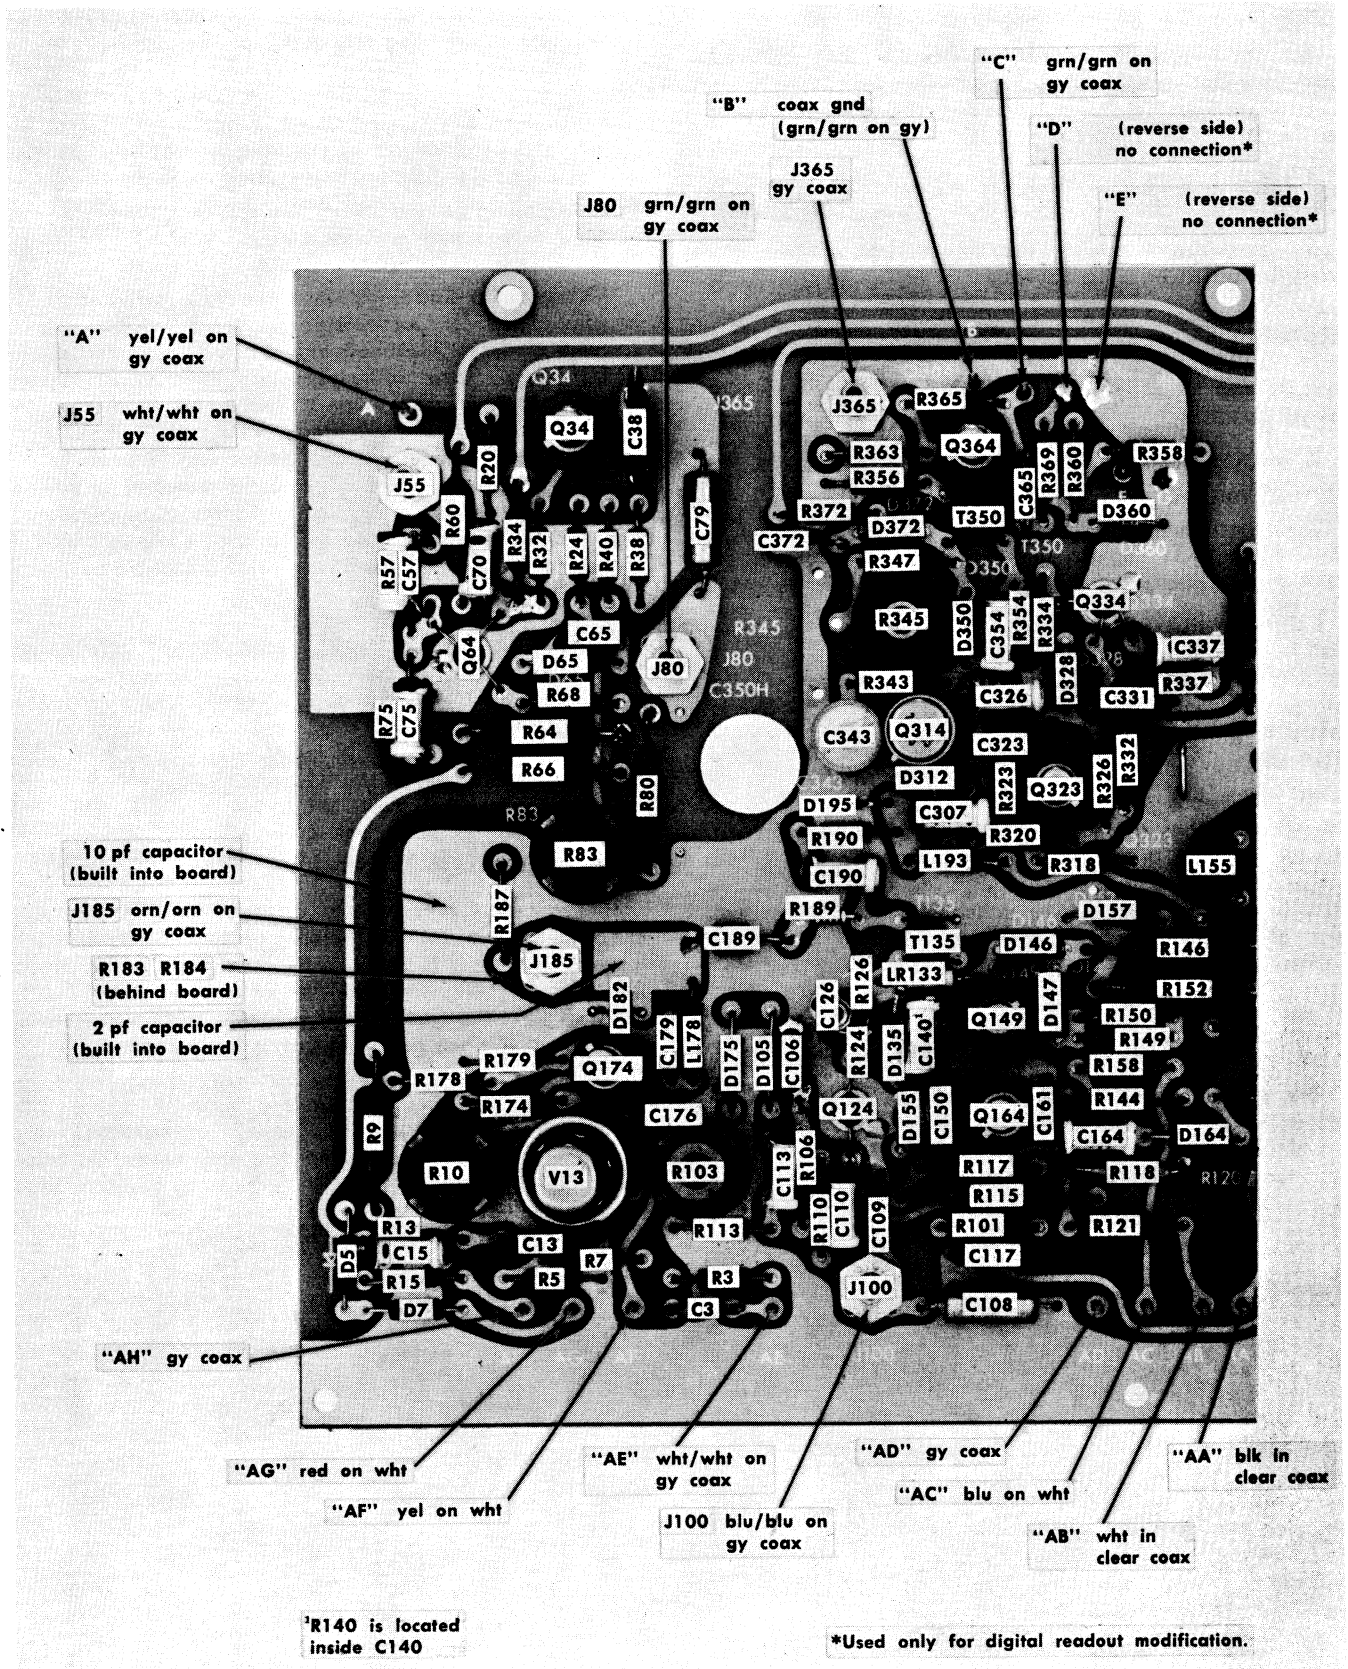 “C” grn/grn on
gy coax
“B” coax gnd
(grn/grn on gy)
“D” (reverse side)
no connection*
J365
gy coax
J80 grn/grn on
gy coax
“E” (reverse side)
no connection*
“A” yel/yel on
gy coax
J55 wht/wht on
gy coax
10 pf capacitor
(built into board)
J185 orn/orn on
gy coax
R183 R184
(behind board)
2 pf capacitor
(built into board)
A
Q34
J365
Q34
C38
J365
R365
Q364
R363
R356
R369
R360
R358
C365
J55
R20
R60
R34
R32
R24
R40
R38
C79
R372
D372
T350
D360
C372
T350
D360
R57
C57
C70
R347
D350
C65
R345
R345
D350
C354
R354
R334
Q334
Q64
D65
R68
J80
J80
C350H
D328
C337
R337
C331
R343
C326
R75
C75
R64
R66
R80
C343
Q314
C323
D312
R323
Q323
R326
R332
R83
R83
D195
C307
R320
R190
L193
R318
Q323
L155
C190
R187
R189
D157
J185
C189
T135
D146
R146
LR133
R126
R152
D182
C179
L178
C126
D147
R150
Q149
C140¹
R149
R179
Q174
D175
D105
C106
R124
D135
R158
R178
R174
C176
Q124
D155
C150
Q164
C161
R144
C164
D164
R9
R10
V13
R103
C113
R106
R117
R118
R120
R115
R13
C15
C13
R113
R110
C110
C109
R101
R121
C117
D5
R15
R5
R7
R3
J100
D7
C3
C108
“AH” gy coax
“AG” red on wht
“AF” yel on wht
“AE” wht/wht on
gy coax
J100 blu/blu on
gy coax
“AD” gy coax
“AC” blu on wht
“AB” wht in
clear coax
“AA” blk in
clear coax
¹R140 is located
inside C140
*Used only for digital readout modification.